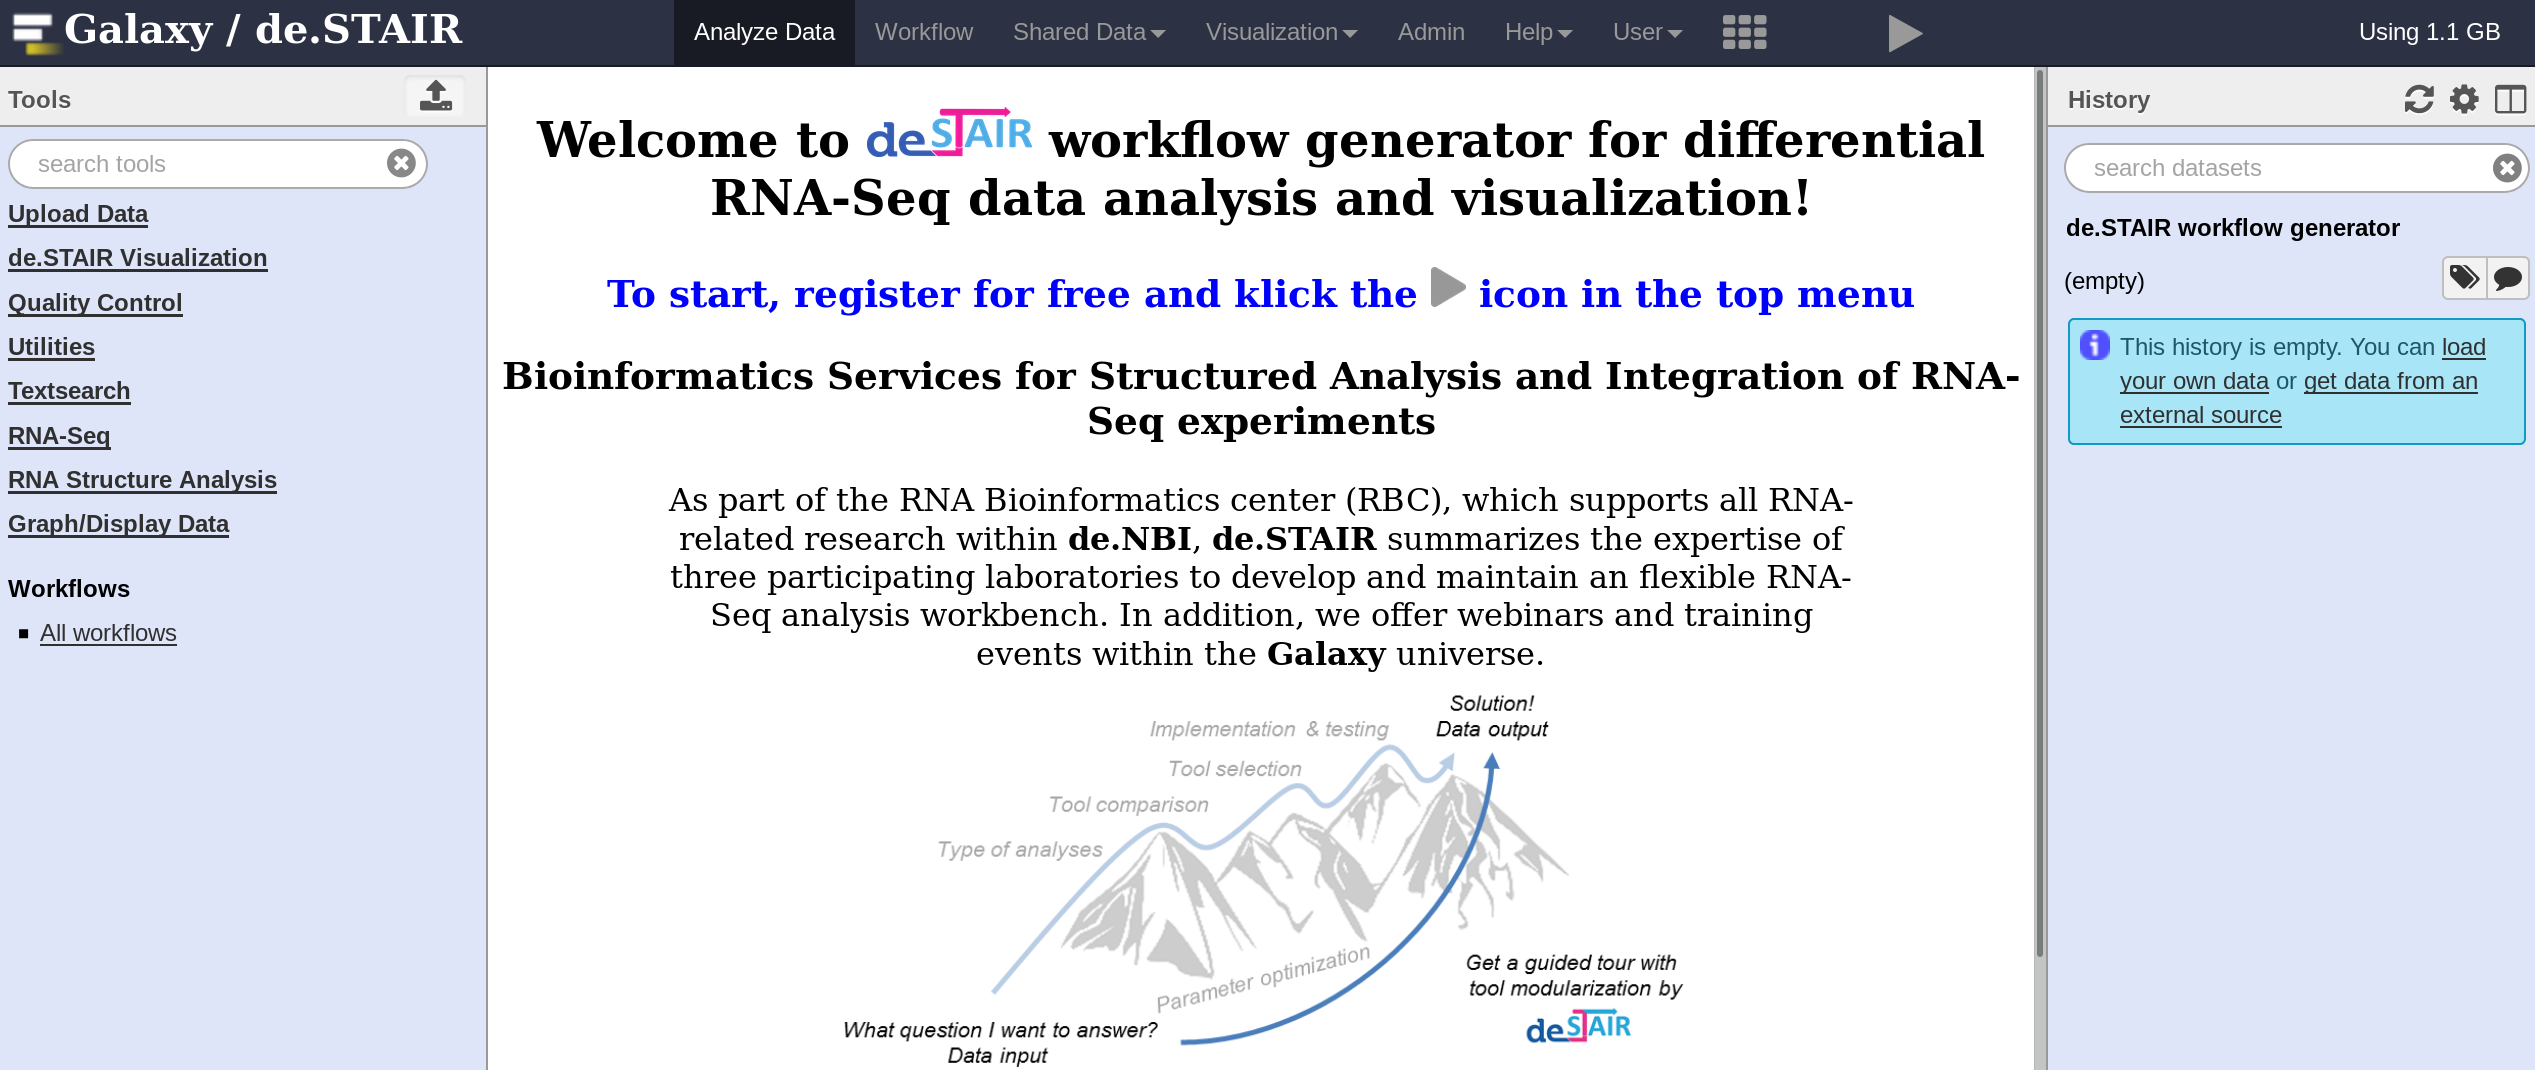 Galaxy / de.STAIR
Analyze Data
Workflow
Shared Data
Visualization
Admin
Help
User
Using 1.1 GB
Tools
search tools
Upload Data
de.STAIR Visualization
Quality Control
Utilities
Textsearch
RNA-Seq
RNA Structure Analysis
Graph/Display Data
Workflows
All workflows
Welcome to deSTAIR workflow generator for differential
RNA-Seq data analysis and visualization!
To start, register for free and klick the icon in the top menu
Bioinformatics Services for Structured Analysis and Integration of RNA-
Seq experiments
As part of the RNA Bioinformatics center (RBC), which supports all RNA-
related research within de.NBI, de.STAIR summarizes the expertise of
three participating laboratories to develop and maintain an flexible RNA-
Seq analysis workbench. In addition, we offer webinars and training
events within the Galaxy universe.
Solution!
Data output
Implementation & testing
Tool selection
Tool comparison
Type of analyses
Parameter optimization
Get a guided tour with
tool modularization by
deSTAIR
What question I want to answer?
Data input
History
search datasets
de.STAIR workflow generator
(empty)
This history is empty. You can load
your own data or get data from an
external source